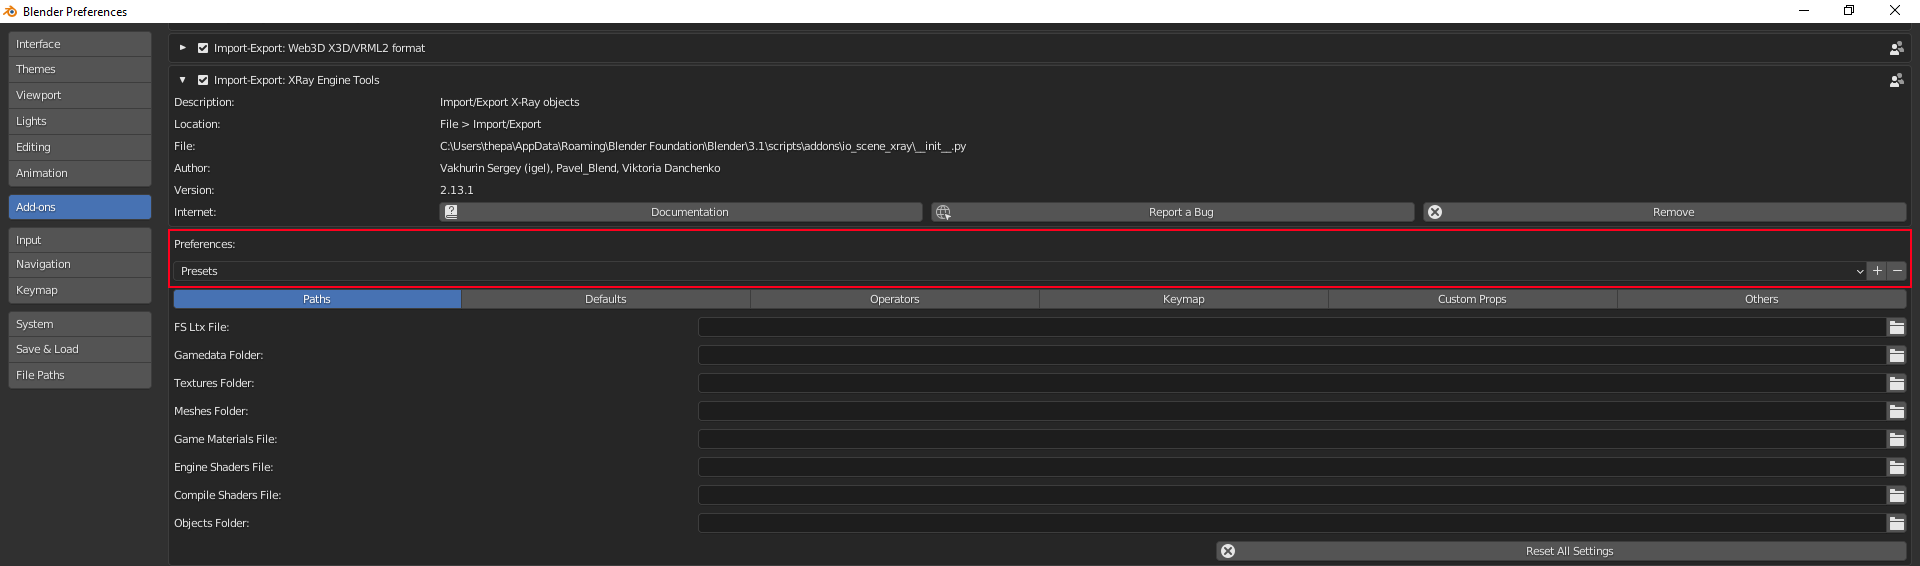 Blender Preferences
Interface
Themes
Viewport
Lights
Editing
Animation
Add-ons
Input
Navigation
Keymap
System
Save & Load
File Paths
Import-Export: Web3D X3D/VRML2 format
Import-Export: XRay Engine Tools
Description: Import/Export X-Ray objects
Location: File > Import/Export
File: C:\Users\thepa\AppData\Roaming\Blender Foundation\Blender\3.1\scripts\addons\io_scene_xray\__init__.py
Author: Vakhurin Sergey (igel), Pavel_Blend, Viktoria Danchenko
Version: 2.13.1
Internet: Documentation Report a Bug Remove
Preferences:
Presets
Paths Defaults Operators Keymap Custom Props Others
FS Ltx File:
Gamedata Folder:
Textures Folder:
Meshes Folder:
Game Materials File:
Engine Shaders File:
Compile Shaders File:
Objects Folder:
Reset All Settings